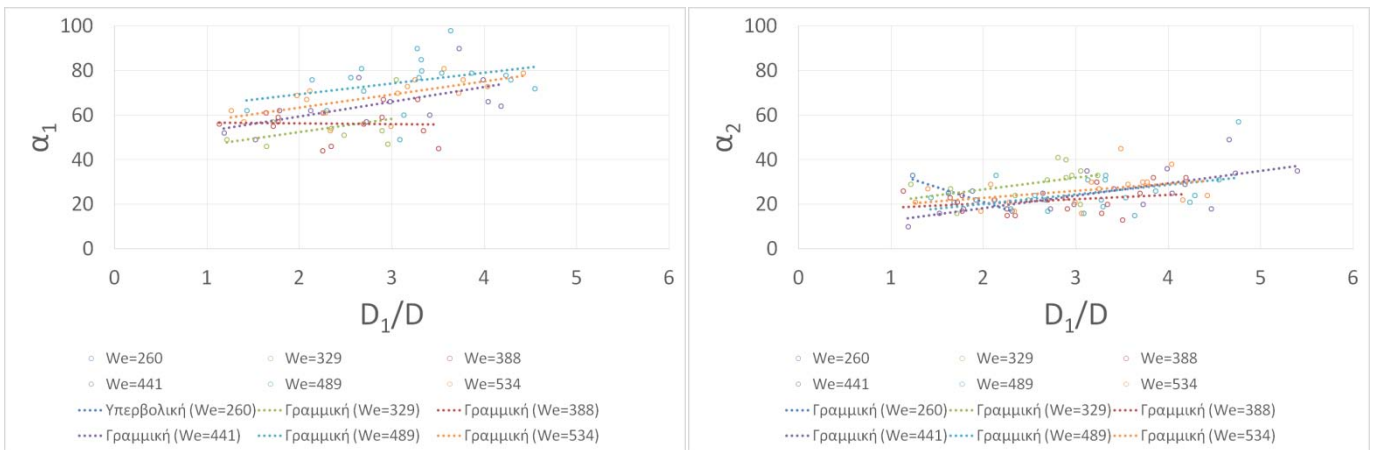 100
80
60
40
20
0
α1
0 1 2 3 4 5 6
D1/D
We=260 We=329 We=388
We=441 We=489 We=534
Υπερβολική (We=260) Γραμμική (We=329) Γραμμική (We=388)
Γραμμική (We=441) Γραμμική (We=489) Γραμμική (We=534)
100
80
60
40
20
0
α2
0 1 2 3 4 5 6
D1/D
We=260 We=329 We=388
We=441 We=489 We=534
Γραμμική (We=260) Γραμμική (We=329) Γραμμική (We=388)
Γραμμική (We=441) Γραμμική (We=489) Γραμμική (We=534)